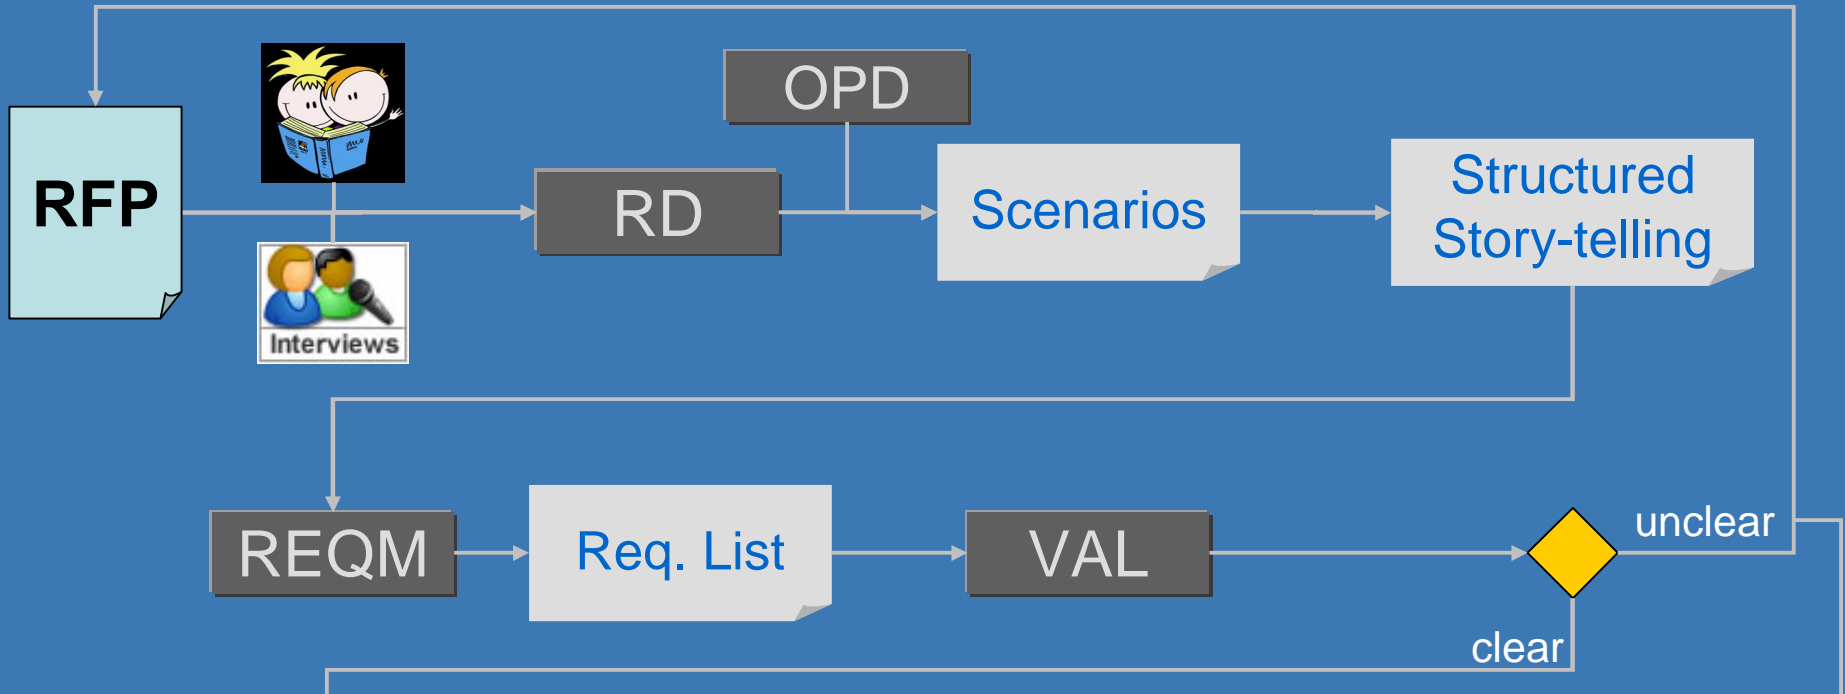 OPD
RFP
RD
Scenarios
Structured
Story-telling
Interviews
REQM
Req. List
VAL
unclear
clear